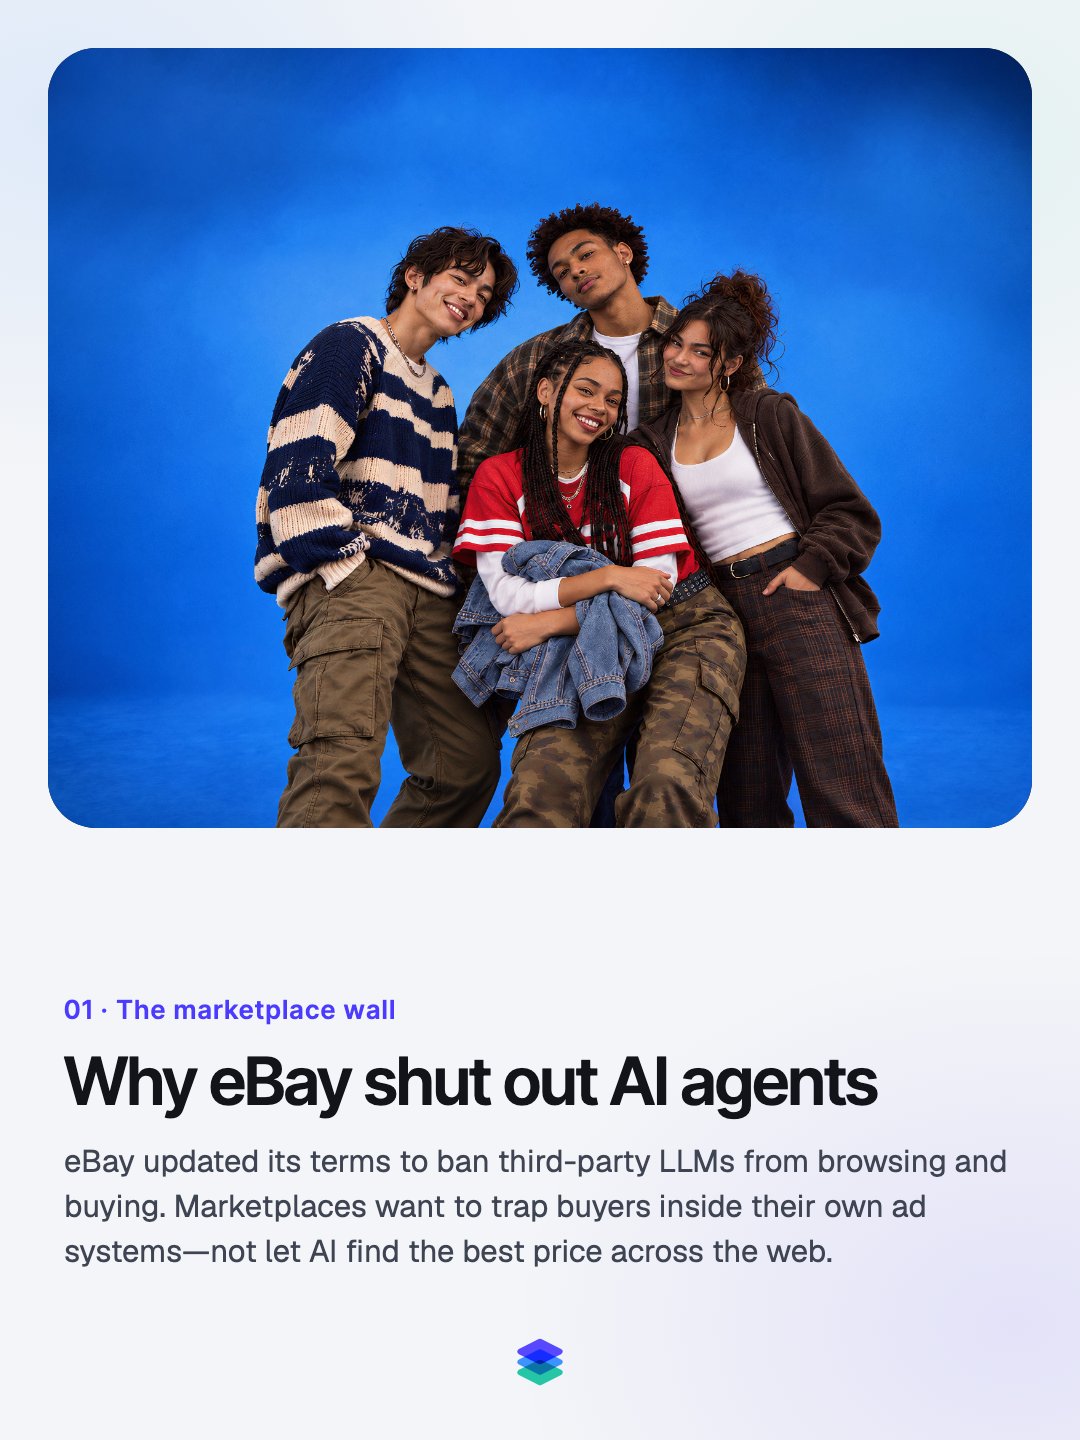 01 · The marketplace wall
Why eBay shut out AI agents
eBay updated its terms to ban third-party LLMs from browsing and
buying. Marketplaces want to trap buyers inside their own ad
systems—not let AI find the best price across the web.